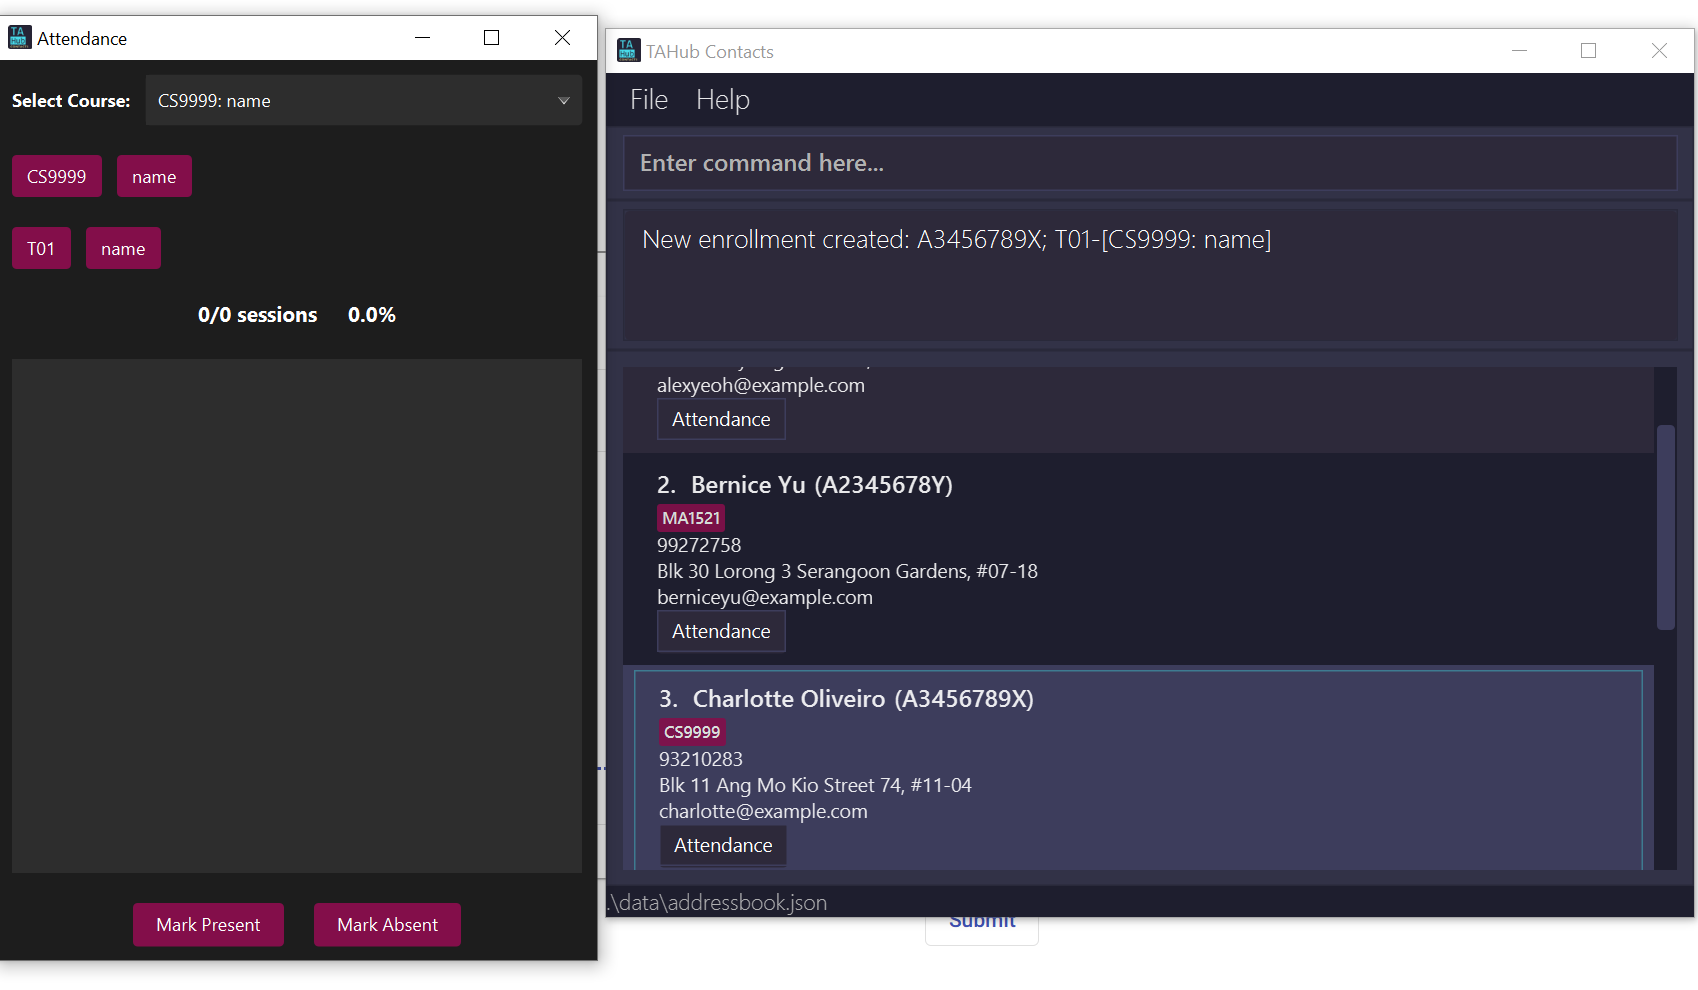 Attendance
Select Course: CS9999: name
CS9999 name
T01 name
0/0 sessions 0.0%
Mark Present Mark Absent
TAHub Contacts
File Help
Enter command here...
New enrollment created: A3456789X; T01-[CS9999: name]
alexyeoh@example.com
Attendance
2. Bernice Yu (A2345678Y)
MA1521
99272758
Blk 30 Lorong 3 Serangoon Gardens, #07-18
berniceyu@example.com
Attendance
3. Charlotte Oliveiro (A3456789X)
CS9999
93210283
Blk 11 Ang Mo Kio Street 74, #11-04
charlotte@example.com
Attendance
.\data\addressbook.json
Submit